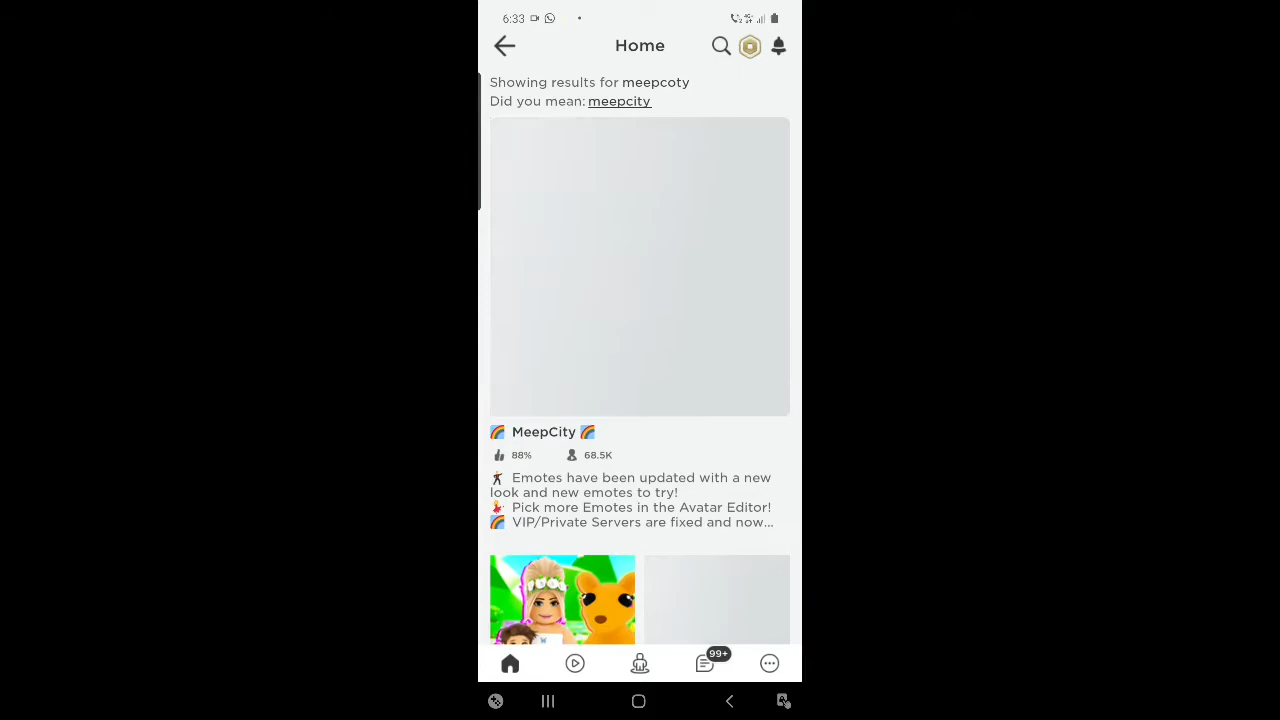 6:33
Home
Showing results for meepcoty
Did you mean: meepcity
🌈 MeepCity 🌈
88% 68.5K
🕺 Emotes have been updated with a new
look and new emotes to try!
💃 Pick more Emotes in the Avatar Editor!
🌈 VIP/Private Servers are fixed and now...
99+